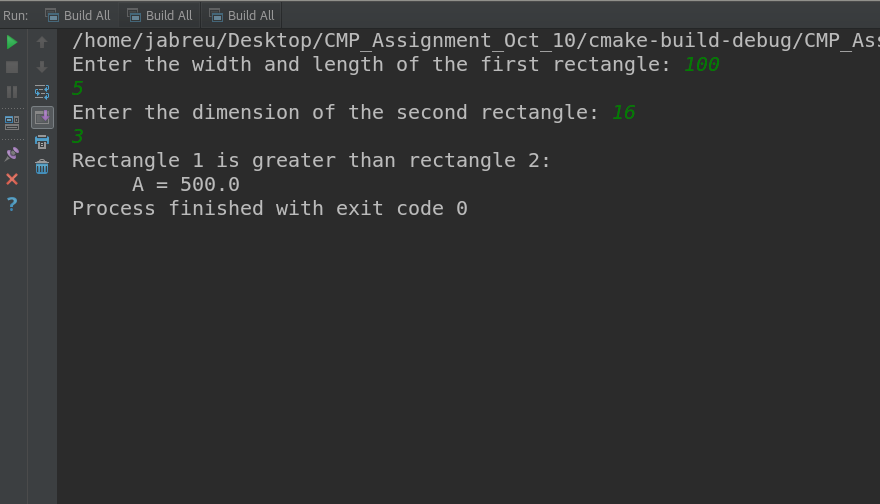 Run: Build All Build All Build All
/home/jabreu/Desktop/CMP_Assignment_Oct_10/cmake-build-debug/CMP_Ass
Enter the width and length of the first rectangle: 100
5
Enter the dimension of the second rectangle: 16
3
Rectangle 1 is greater than rectangle 2:
A = 500.0
Process finished with exit code 0